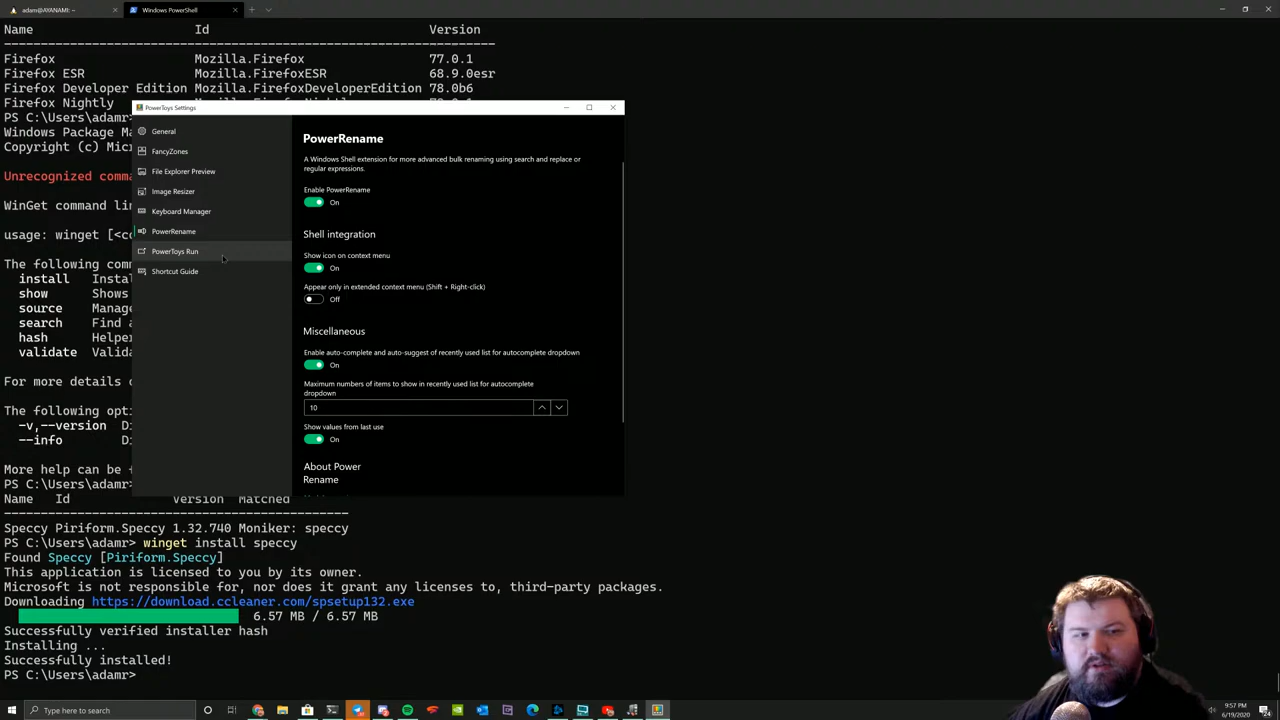 adam@AYANAMI: ~
Windows PowerShell
Name Id Version
Firefox Mozilla.Firefox 77.0.1
Firefox ESR Mozilla.FirefoxESR 68.9.0esr
Firefox Developer Edition Mozilla.FirefoxDeveloperEdition 78.0b6
Firefox Nightly
PS C:\Users\adamr>
Windows Package Ma
Copyright (c) Mic
Unrecognized comma
WinGet command lin
usage: winget [<co
The following com
install Insta
show Shows
source Manage
search Find a
hash Helper
validate Valida
For more details o
The following opti
-v,--version Di
--info Di
More help can be f
PS C:\Users\adamr>
Name Id Version Matched
Speccy Piriform.Speccy 1.32.740 Moniker: speccy
PS C:\Users\adamr> winget install speccy
Found Speccy [Piriform.Speccy]
This application is licensed to you by its owner.
Microsoft is not responsible for, nor does it grant any licenses to, third-party packages.
Downloading https://download.ccleaner.com/spsetup132.exe
6.57 MB / 6.57 MB
Successfully verified installer hash
Installing ...
Successfully installed!
PS C:\Users\adamr>
PowerToys Settings
General
FancyZones
File Explorer Preview
Image Resizer
Keyboard Manager
PowerRename
PowerToys Run
Shortcut Guide
PowerRename
A Windows Shell extension for more advanced bulk renaming using search and replace or
regular expressions.
Enable PowerRename
On
Shell integration
Show icon on context menu
On
Appear only in extended context menu (Shift + Right-click)
Off
Miscellaneous
Enable auto-complete and auto-suggest of recently used list for autocomplete dropdown
On
Maximum numbers of items to show in recently used list for autocomplete
dropdown
10
Show values from last use
On
About Power
Rename
Type here to search
9:57 PM
6/19/2020